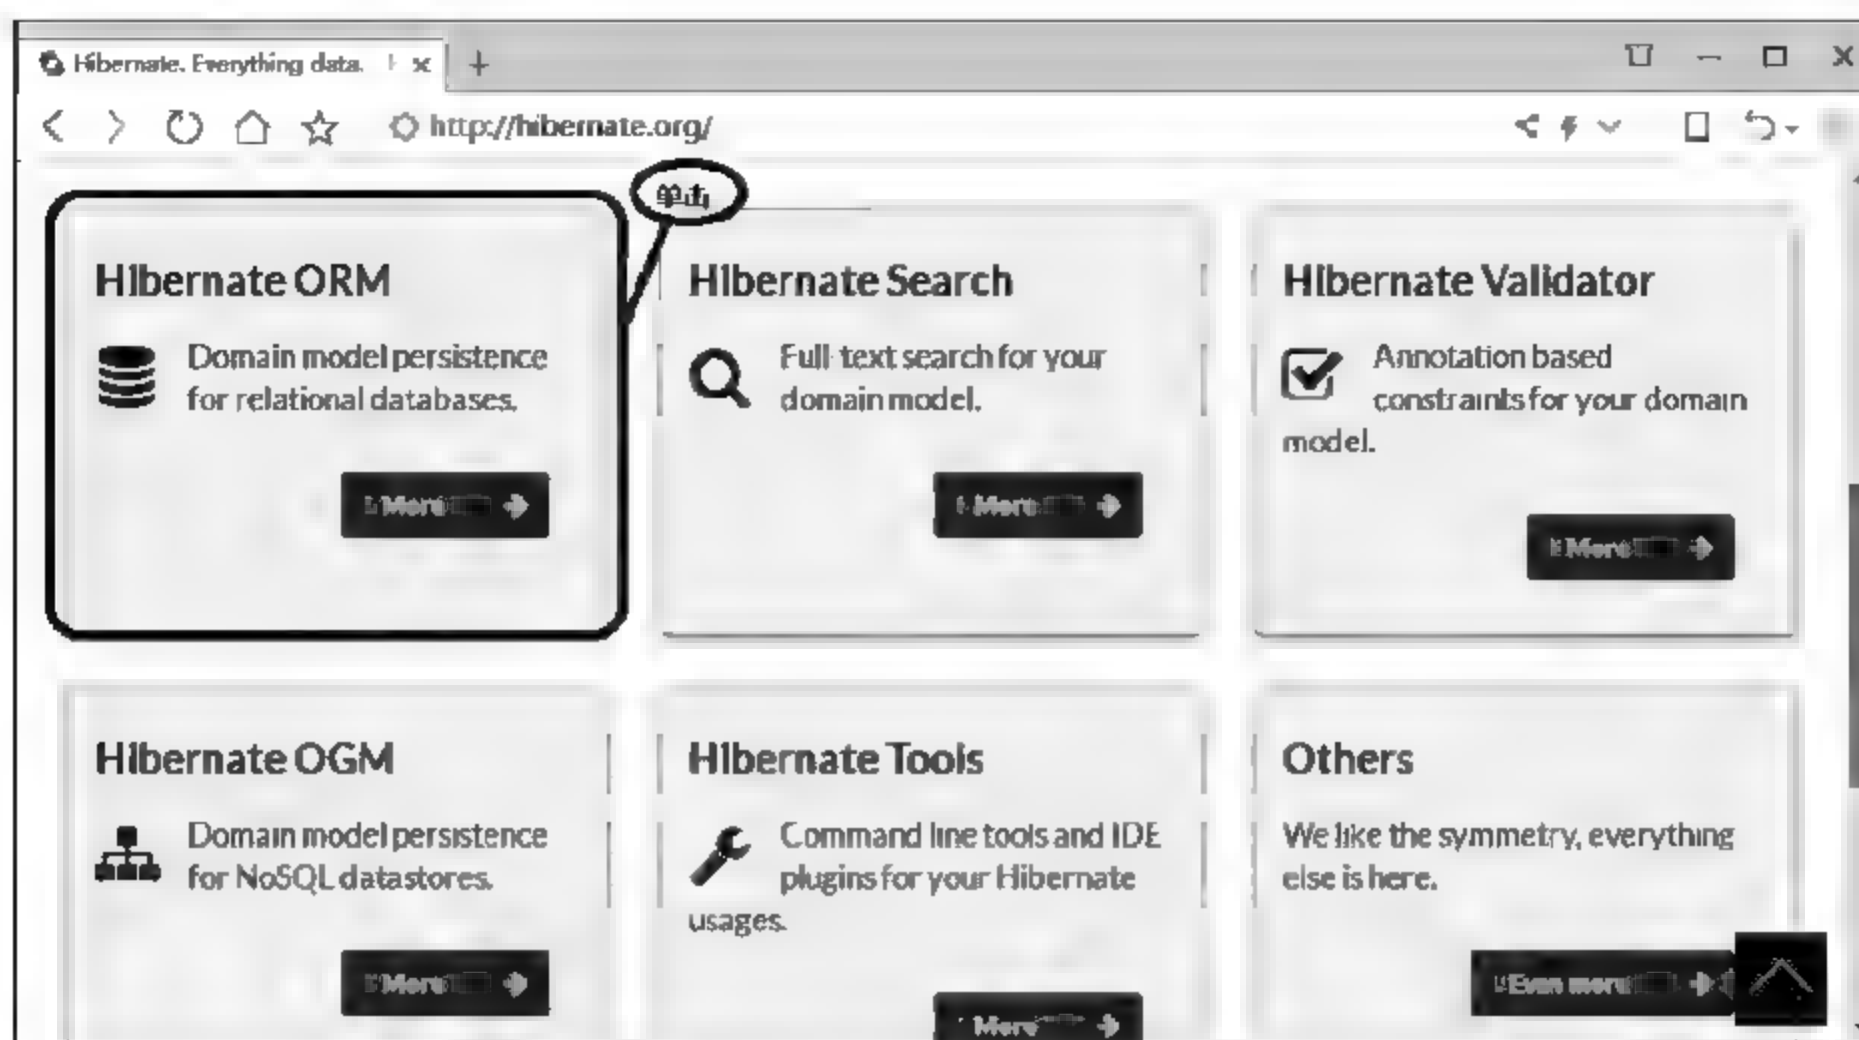 Hibernate. Everything data.
http://hibernate.org/
单击
Hibernate ORM
Domain model persistence
for relational databases.
More
Hibernate Search
Full-text search for your
domain model.
More
Hibernate Validator
Annotation based
constraints for your domain
model.
More
Hibernate OGM
Domain model persistence
for NoSQL datastores.
More
Hibernate Tools
Command line tools and IDE
plugins for your Hibernate
usages.
More
Others
We like the symmetry, everything
else is here.
Even more